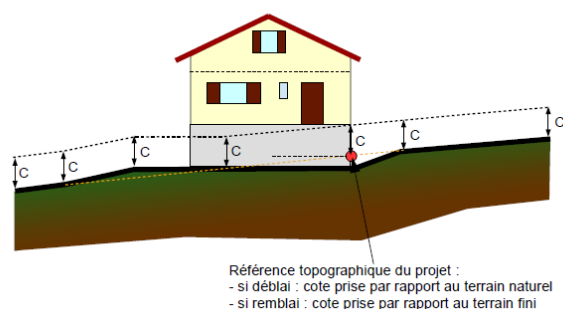 C
C
C
C
C
C
C
Référence topographique du projet :
- si déblai : cote prise par rapport au terrain naturel
- si remblai : cote prise par rapport au terrain fini